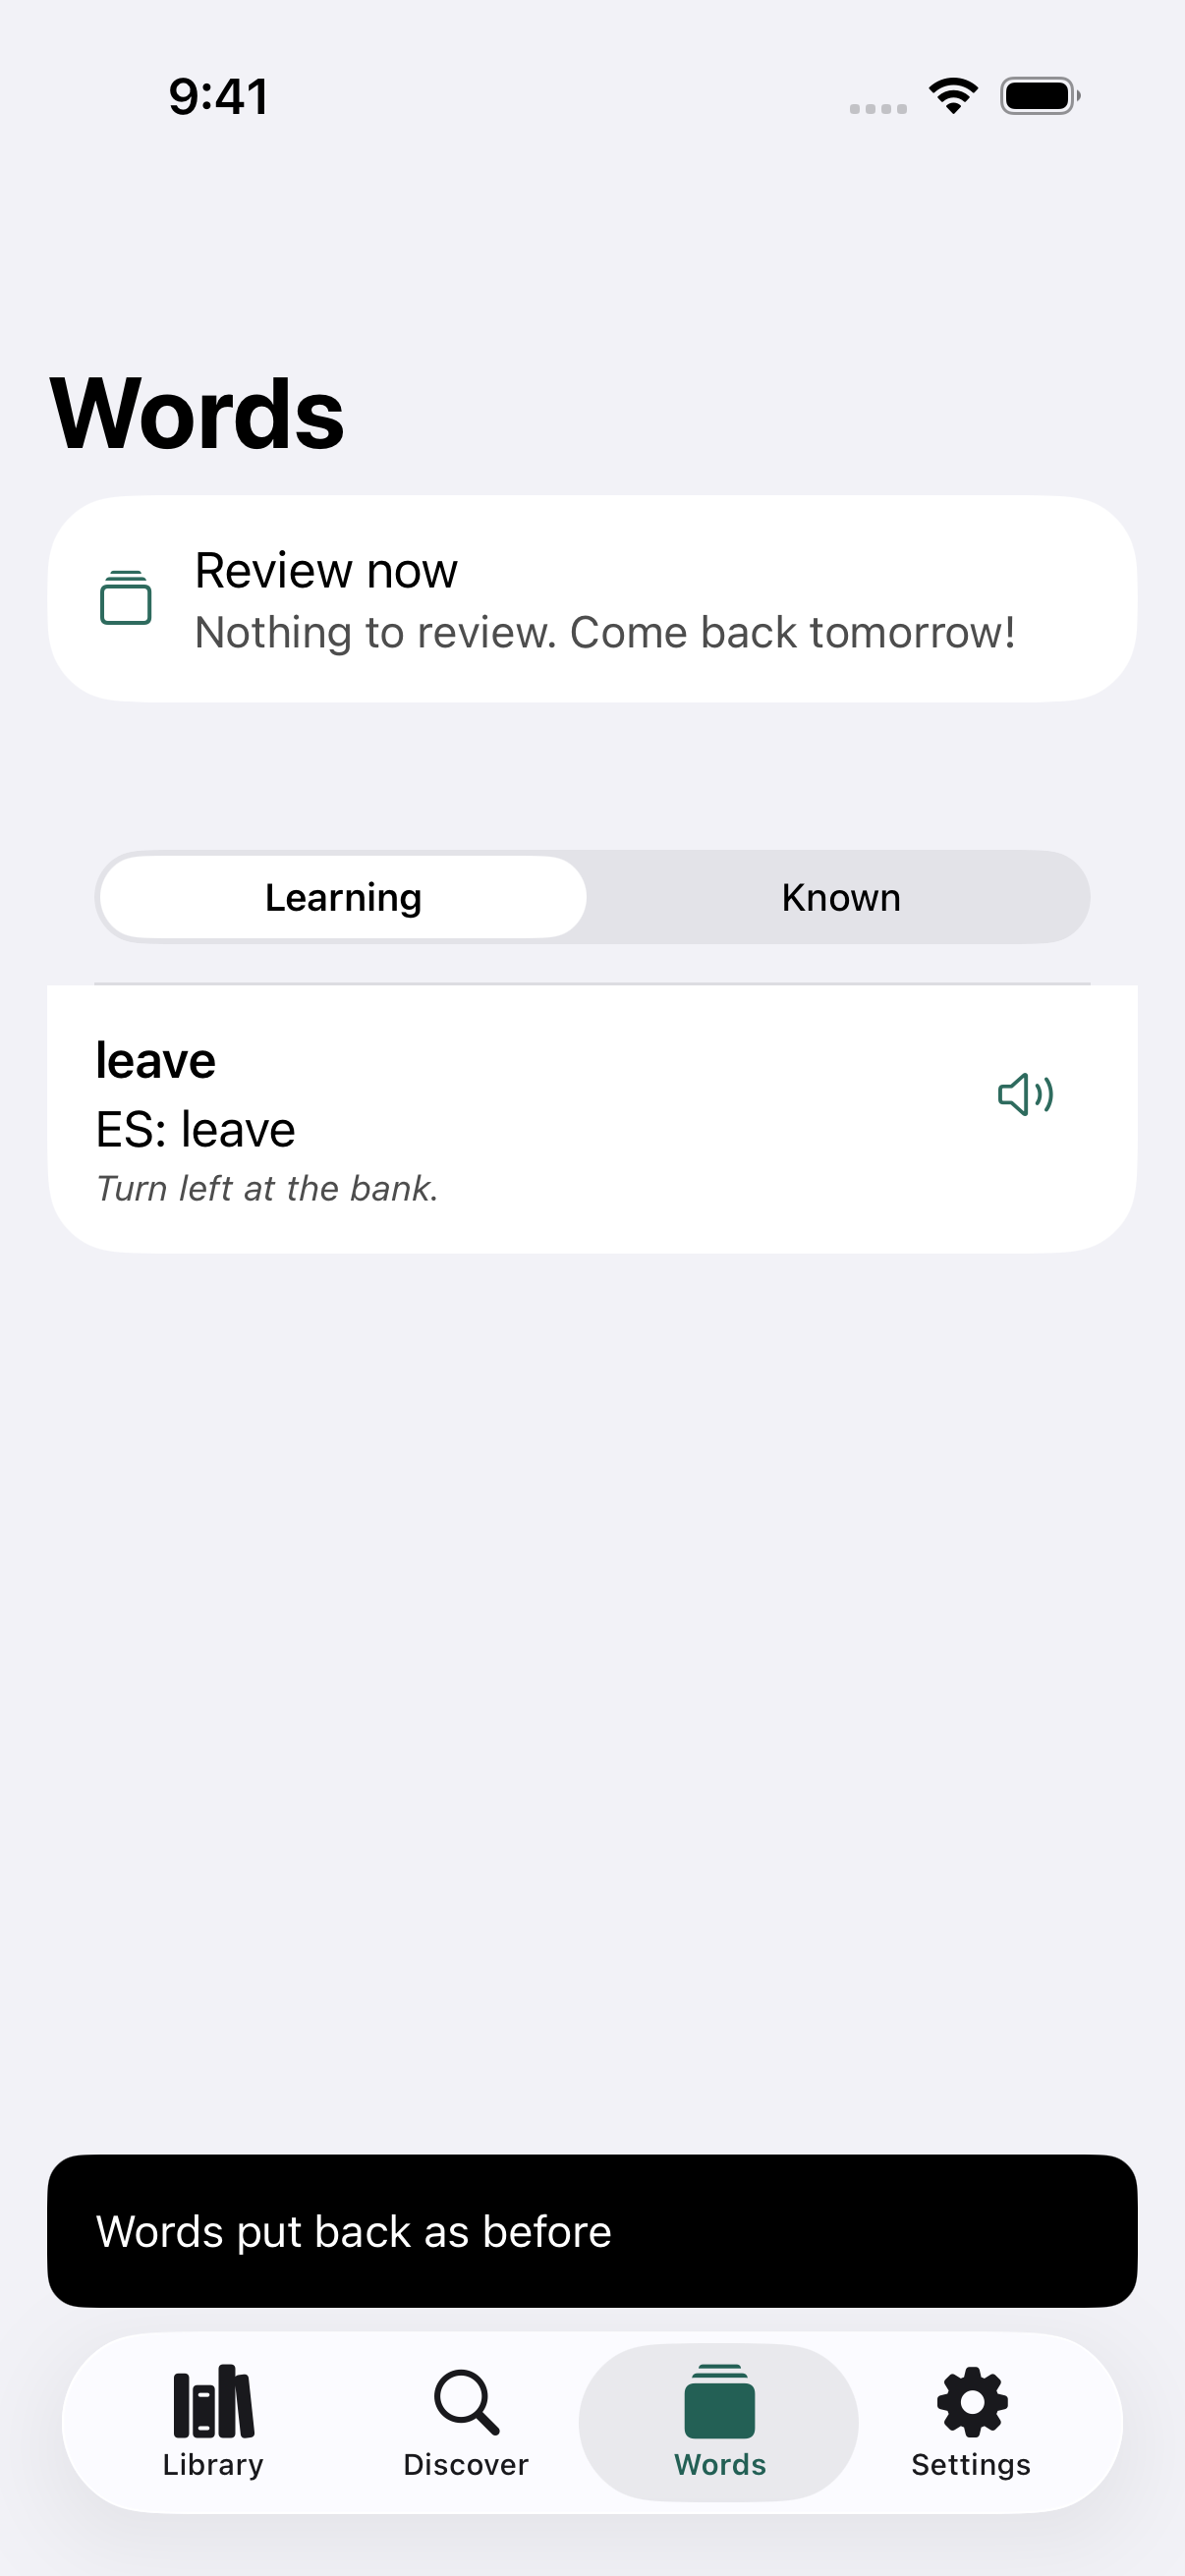 9:41
Words
Review now
Nothing to review. Come back tomorrow!
Learning
Known
leave
ES: leave
Turn left at the bank.
Words put back as before
Library
Discover
Words
Settings